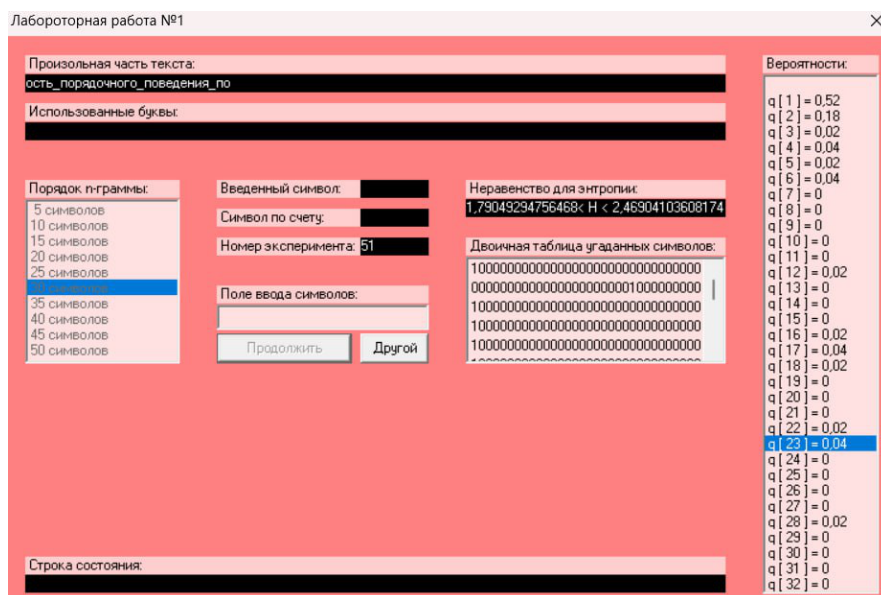 Лабороторная работа №1
Произольная часть текста:
ость_порядочного_поведения_по
Использованные буквы:
Порядок n-граммы:
5 символов
10 символов
15 символов
20 символов
25 символов
35 символов
40 символов
45 символов
50 символов
Введенный символ:
Символ по счету:
Номер эксперимента: 51
Поле ввода символов:
Продолжить Другой
Неравенство для энтропии:
1,79049294756468< H < 2,46904103608174
Двоичная таблица угаданных символов:
10000000000000000000000000000000
00000000000000000000001000000000
10000000000000000000000000000000
10000000000000000000000000000000
10000000000000000000000000000000
Строка состояния:
Вероятности:
q [ 1 ] = 0,52
q [ 2 ] = 0,18
q [ 3 ] = 0,02
q [ 4 ] = 0,04
q [ 5 ] = 0,02
q [ 6 ] = 0,04
q [ 7 ] = 0
q [ 8 ] = 0
q [ 9 ] = 0
q [ 10 ] = 0
q [ 11 ] = 0
q [ 12 ] = 0,02
q [ 13 ] = 0
q [ 14 ] = 0
q [ 15 ] = 0
q [ 16 ] = 0,02
q [ 17 ] = 0,04
q [ 18 ] = 0,02
q [ 19 ] = 0
q [ 20 ] = 0
q [ 21 ] = 0
q [ 22 ] = 0,02
q [ 23 ] = 0,04
q [ 24 ] = 0
q [ 25 ] = 0
q [ 26 ] = 0
q [ 27 ] = 0
q [ 28 ] = 0,02
q [ 29 ] = 0
q [ 30 ] = 0
q [ 31 ] = 0
q [ 32 ] = 0